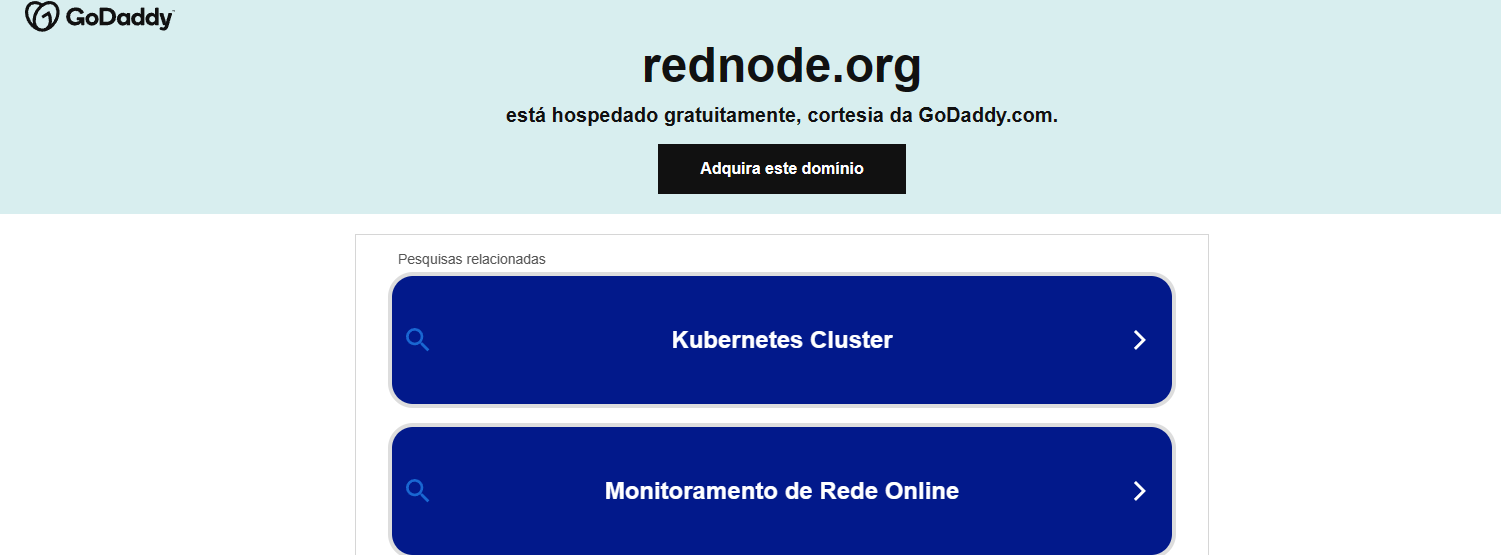 GoDaddy
rednode.org
está hospedado gratuitamente, cortesia da GoDaddy.com.
Adquira este domínio
Pesquisas relacionadas
Kubernetes Cluster
Monitoramento de Rede Online